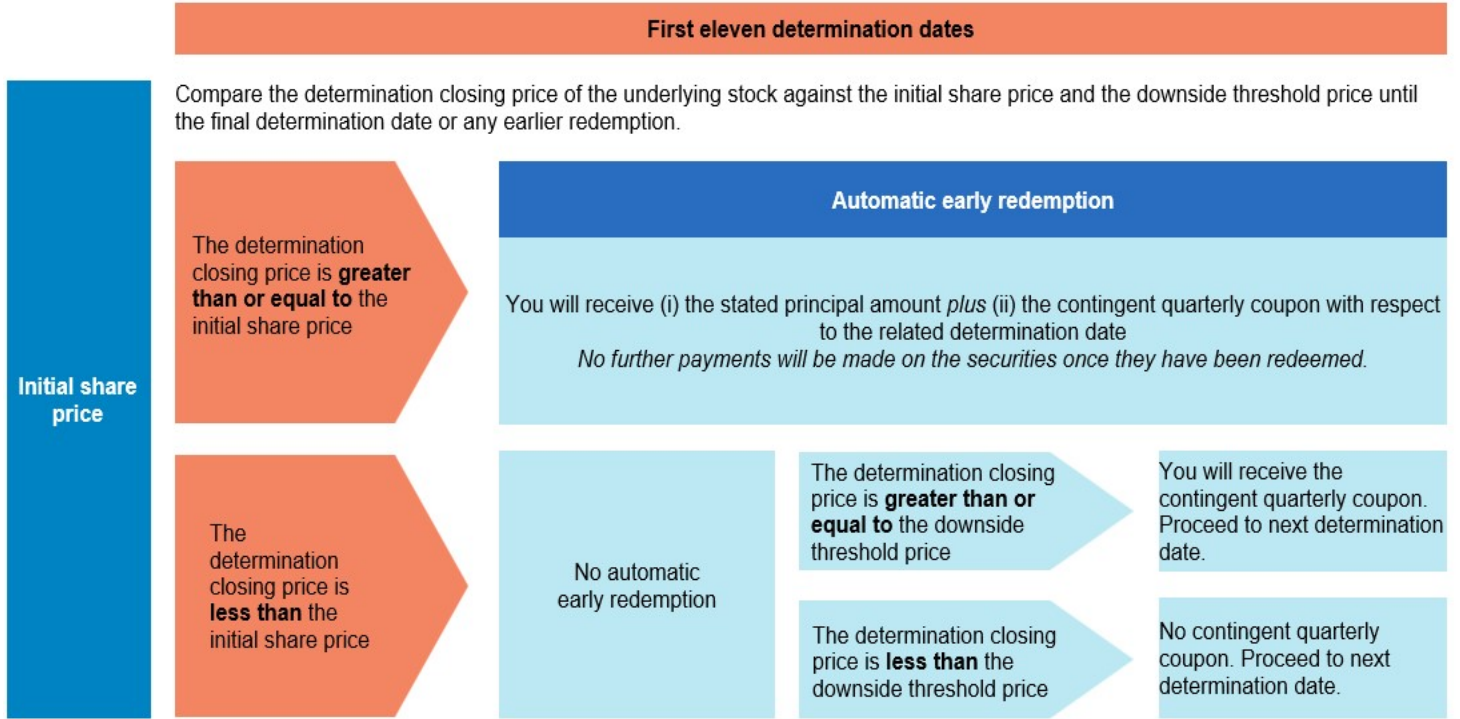 First eleven determination dates
Compare the determination closing price of the underlying stock against the initial share price and the downside threshold price until
the final determination date or any earlier redemption.
Initial share
price
The determination
closing price is greater
than or equal to the
initial share price
Automatic early redemption
You will receive (i) the stated principal amount plus (ii) the contingent quarterly coupon with respect
to the related determination date
No further payments will be made on the securities once they have been redeemed.
The
determination
closing price is
less than the
initial share price
No automatic
early redemption
The determination closing
price is greater than or
equal to the downside
threshold price
You will receive the
contingent quarterly coupon.
Proceed to next determination
date.
The determination closing
price is less than the
downside threshold price
No contingent quarterly
coupon. Proceed to next
determination date.